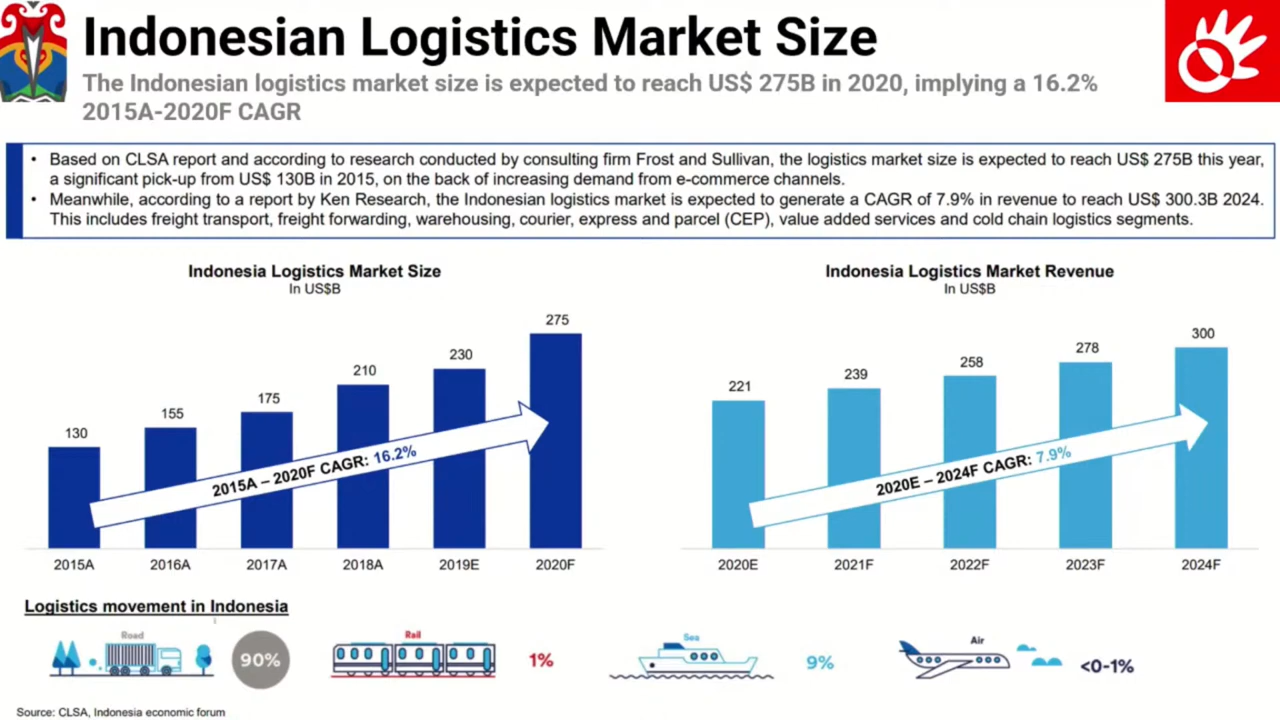 Indonesian Logistics Market Size
The Indonesian logistics market size is expected to reach US$ 275B in 2020, implying a 16.2%
2015A-2020F CAGR
• Based on CLSA report and according to research conducted by consulting firm Frost and Sullivan, the logistics market size is expected to reach US$ 275B this year,
a significant pick-up from US$ 130B in 2015, on the back of increasing demand from e-commerce channels.
• Meanwhile, according to a report by Ken Research, the Indonesian logistics market is expected to generate a CAGR of 7.9% in revenue to reach US$ 300.3B 2024.
This includes freight transport, freight forwarding, warehousing, courier, express and parcel (CEP), value added services and cold chain logistics segments.
Indonesia Logistics Market Size
In US$B
130
155
175
210
230
275
2015A – 2020F CAGR: 16.2%
2015A
2016A
2017A
2018A
2019E
2020F
Indonesia Logistics Market Revenue
In US$B
221
239
258
278
300
2020E – 2024F CAGR: 7.9%
2020E
2021F
2022F
2023F
2024F
Logistics movement in Indonesia
Road
90%
Rail
1%
Sea
9%
Air
<0-1%
Source: CLSA, Indonesia economic forum